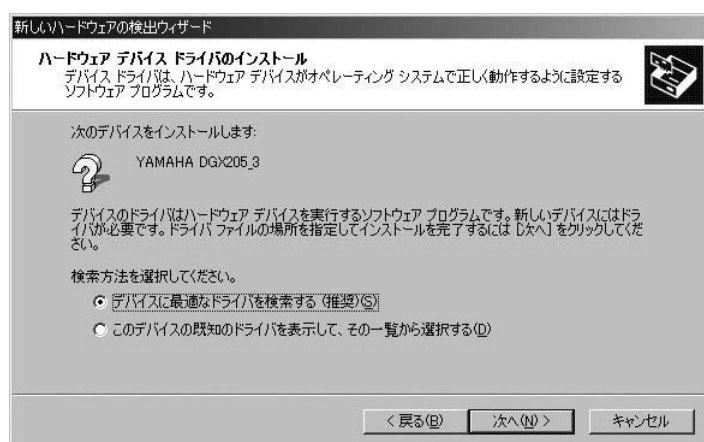 新しいハードウェアの検出ウィザード
ハードウェア デバイス ドライバのインストール
デバイス ドライバは、ハードウェア デバイスがオペレーティング システムで正しく動作するように設定する
ソフトウェア プログラムです。
次のデバイスをインストールします:
YAMAHA DGX205_3
デバイスのドライバはハードウェア デバイスを実行するソフトウェア プログラムです。新しいデバイスにはドラ
イバが必要です。ドライバ ファイルの場所を指定してインストールを完了するには [次へ] をクリックしてくだ
さい。
検索方法を選択してください。
デバイスに最適なドライバを検索する (推奨)(S)
このデバイスの既知のドライバを表示して、その一覧から選択する(D)
< 戻る(B)
次へ(N) >
キャンセル